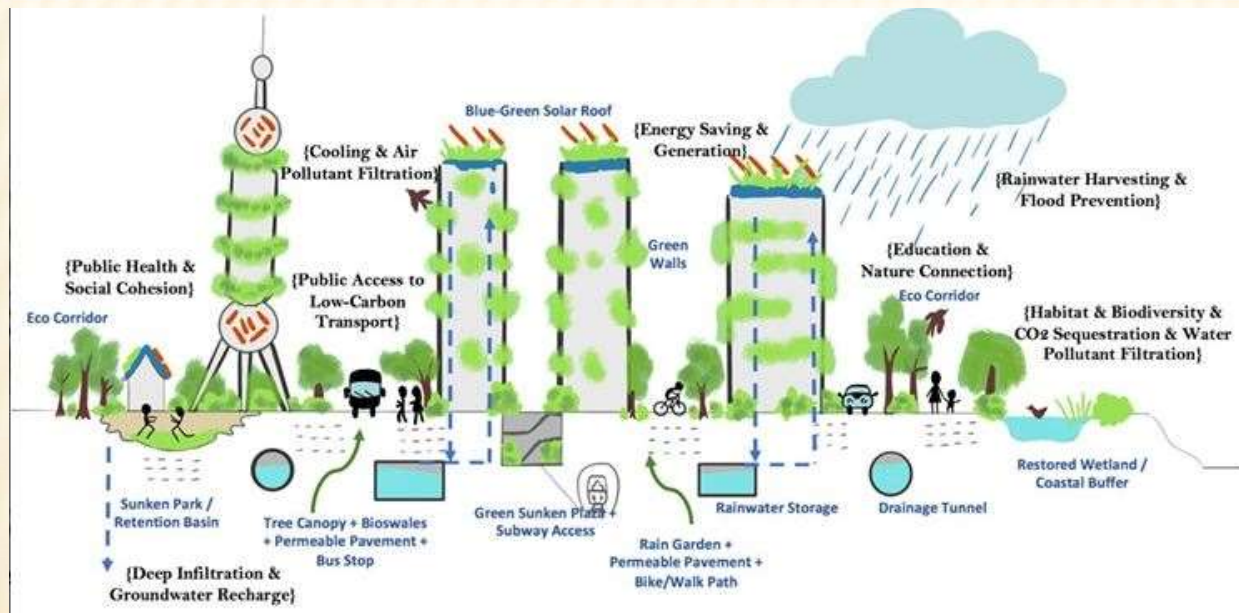 Blue-Green Solar Roof
{Cooling & Air
Pollutant Filtration}
{Energy Saving &
Generation}
{Rainwater Harvesting &
Flood Prevention}
{Public Health &
Social Cohesion}
{Public Access to
Low-Carbon
Transport}
Green
Walls
{Education &
Nature Connection}
Eco Corridor
Eco Corridor
{Habitat & Biodiversity &
CO2 Sequestration & Water
Pollutant Filtration}
Sunken Park /
Retention Basin
Tree Canopy + Bioswales
+ Permeable Pavement +
Bus Stop
Green Sunken Plaza +
Subway Access
Rain Garden +
Permeable Pavement +
Bike/Walk Path
Rainwater Storage
Drainage Tunnel
Restored Wetland /
Coastal Buffer
{Deep Infiltration &
Groundwater Recharge}